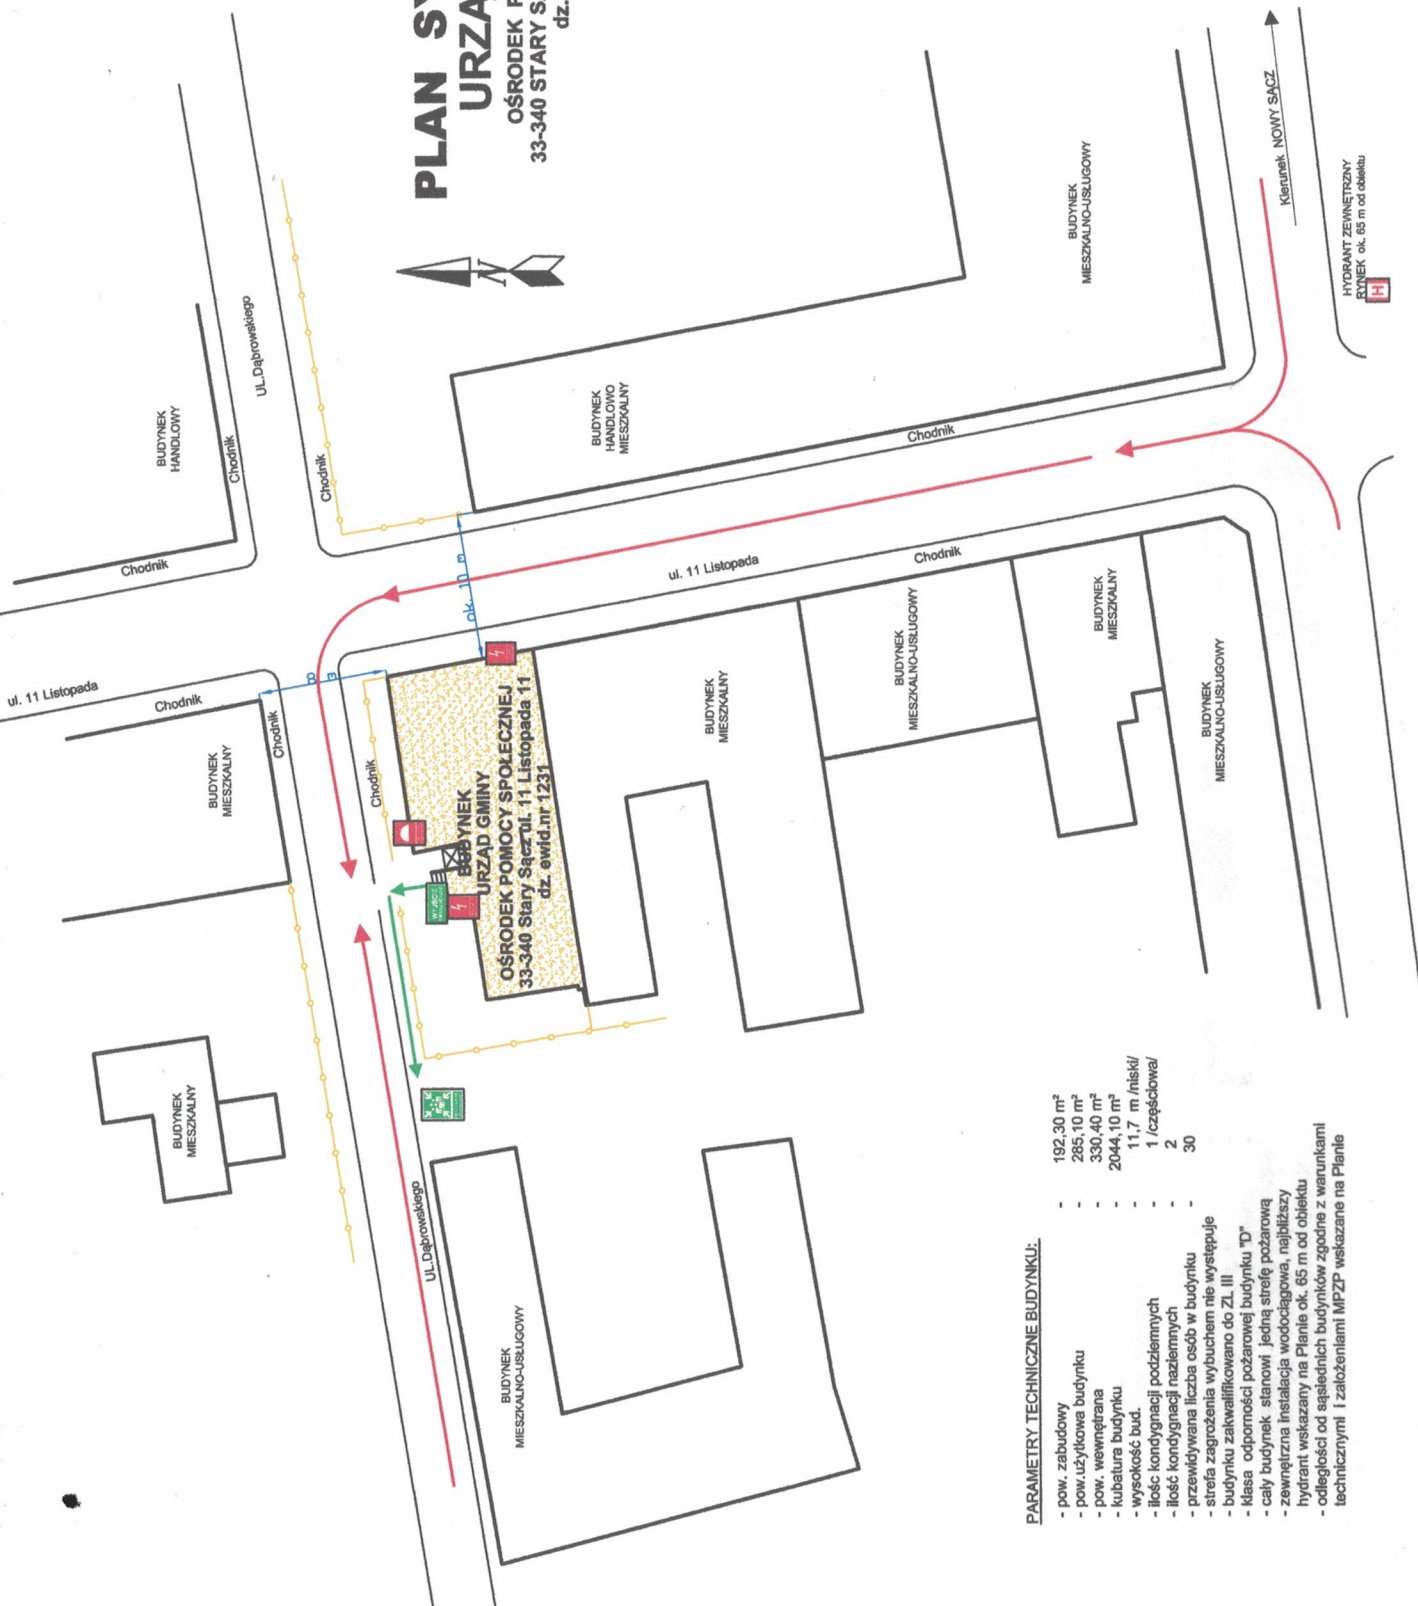 PLAN SY
URZĄ
OŚRODEK P
33-340 STARY S
dz.
N
ul. 11 Listopada
Chodnik
Chodnik
BUDYNEK
HANDLOWY
Chodnik
UL.Dąbrowskiego
Chodnik
BUDYNEK
MIESZKALNY
Chodnik
Chodnik
8 m
ok. 10 m
BUDYNEK
HANDLOWO
MIESZKALNY
BUDYNEK
MIESZKALNO-USŁUGOWY
Kierunek NOWY SĄCZ
HYDRANT ZEWNĘTRZNY
RYNEK ok. 65 m od obiektu
H
Chodnik
ul. 11 Listopada
Chodnik
BUDYNEK
URZĄD GMINY
OŚRODEK POMOCY SPOŁECZNEJ
33-340 Stary Sącz ul. 11 Listopada 11
dz. ewid.nr 1231
WYJŚCIE
BUDYNEK
MIESZKALNY
BUDYNEK
MIESZKALNO-USŁUGOWY
BUDYNEK
MIESZKALNY
BUDYNEK
MIESZKALNO-USŁUGOWY
BUDYNEK
MIESZKALNY
UL.Dąbrowskiego
BUDYNEK
MIESZKALNO-USŁUGOWY
PARAMETRY TECHNICZNE BUDYNKU:
- pow. zabudowy - 192,30 m²
- pow.użytkowa budynku - 285,10 m²
- pow. wewnętrana - 330,40 m²
- kubatura budynku - 2044,10 m³
- wysokość bud. - 11,7 m /niski/
- ilośc kondygnacji podziemnych - 1 /częściowa/
- ilość kondygnacji naziemnych - 2
- przewidywana liczba osób w budynku - 30
- strefa zagrożenia wybuchem nie występuje
- budynku zakwalifikowano do ZL III
- klasa odporności pożarowej budynku "D"
- cały budynek stanowi jedną strefę pożarową
- zewnętrzna instalacja wodociągowa, najbliższy
hydrant wskazany na Planie ok. 65 m od obiektu
- odległości od sąsiednich budynków zgodne z warunkami
technicznymi i założeniami MPZP wskazane na Planie